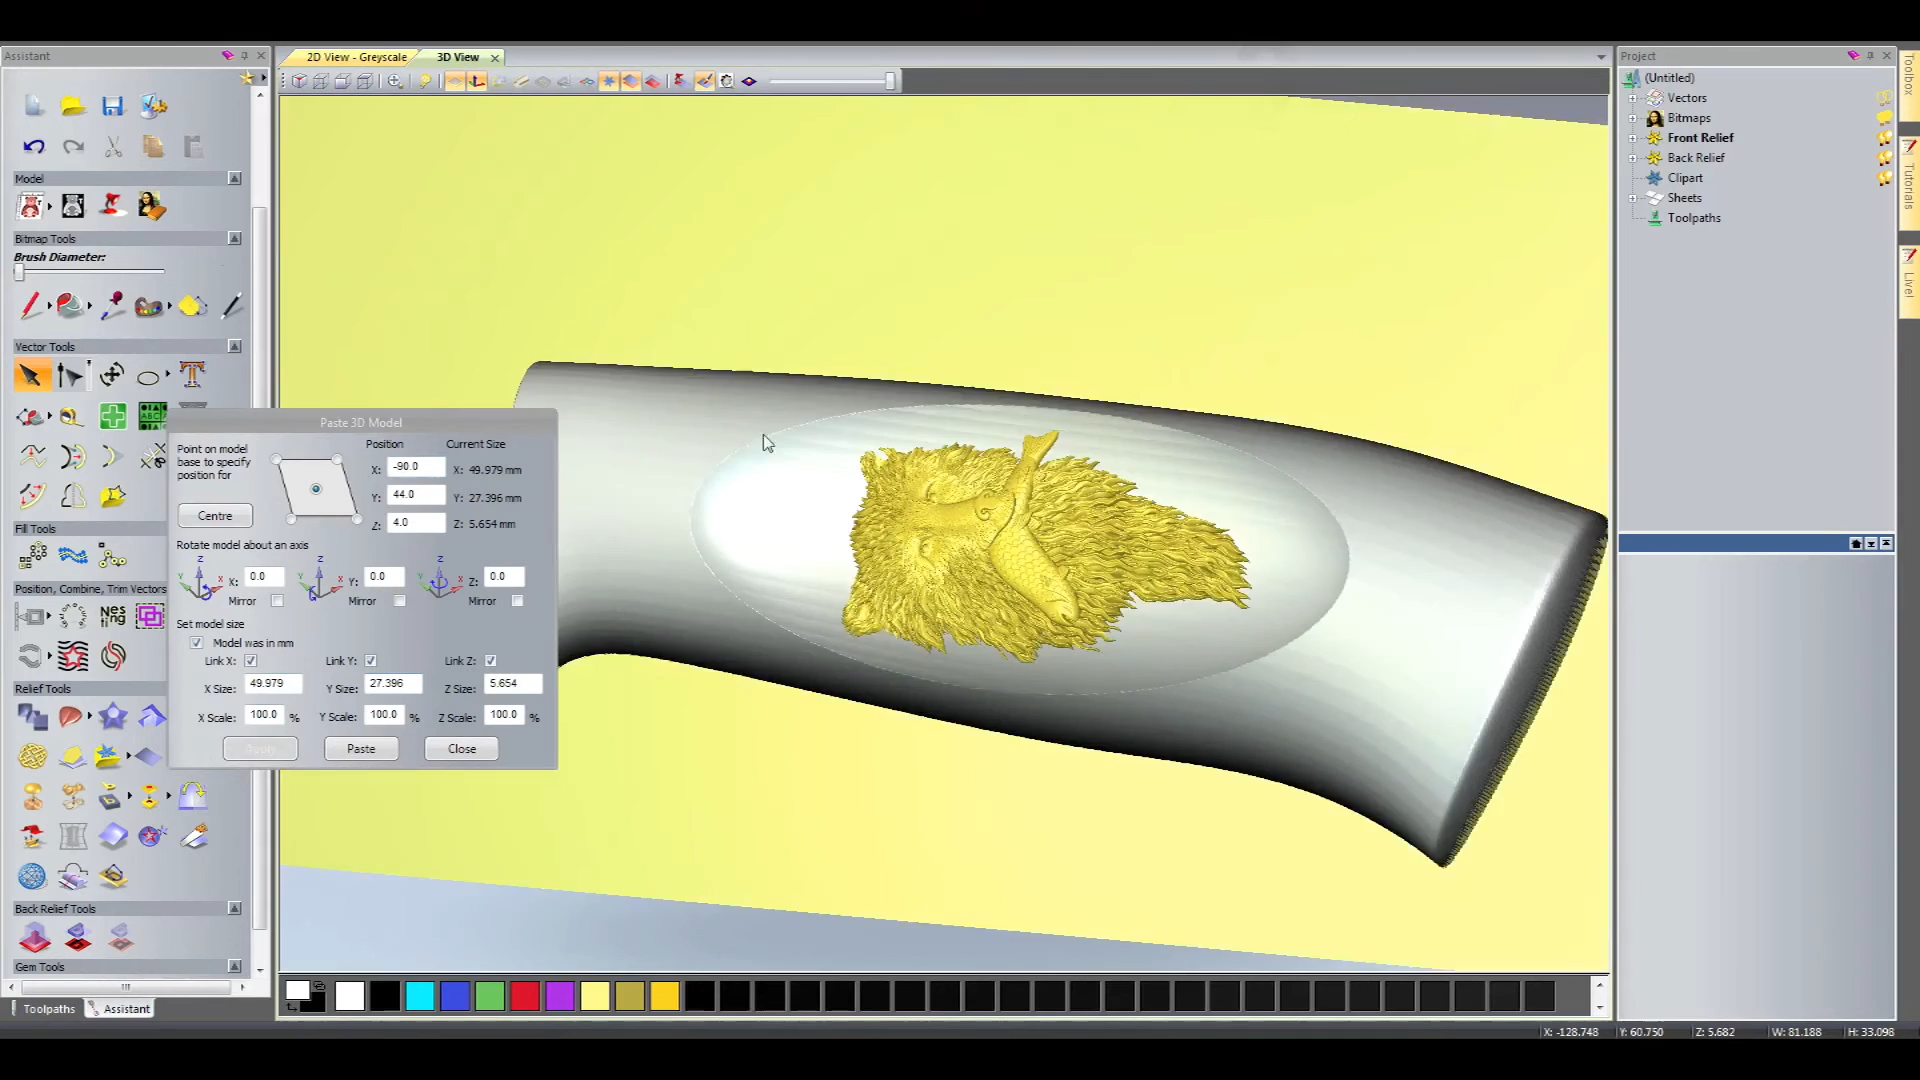 Assistant
2D View - Greyscale
3D View
Project
Toolbox
Tutorials
Live!
(Untitled)
Vectors
Bitmaps
Front Relief
Back Relief
Clipart
Sheets
Toolpaths
Model
Bitmap Tools
Brush Diameter:
Vector Tools
Fill Tools
Position, Combine, Trim Vectors
Nes
ting
Relief Tools
Back Relief Tools
Gem Tools
Toolpaths
Assistant
Paste 3D Model
Point on model
base to specify
position for
Centre
Position
Current Size
X: -90.0 X: 49.979 mm
Y: 44.0 Y: 27.396 mm
Z: 4.0 Z: 5.654 mm
Rotate model about an axis
X: 0.0 Y: 0.0 Z: 0.0
Mirror Mirror Mirror
Set model size
Model was in mm
Link X: Link Y: Link Z:
X Size: 49.979 Y Size: 27.396 Z Size: 5.654
X Scale: 100.0 % Y Scale: 100.0 % Z Scale: 100.0 %
Apply Paste Close
X: -128.748 Y: 60.750 Z: 5.682 W: 81.188 H: 33.098